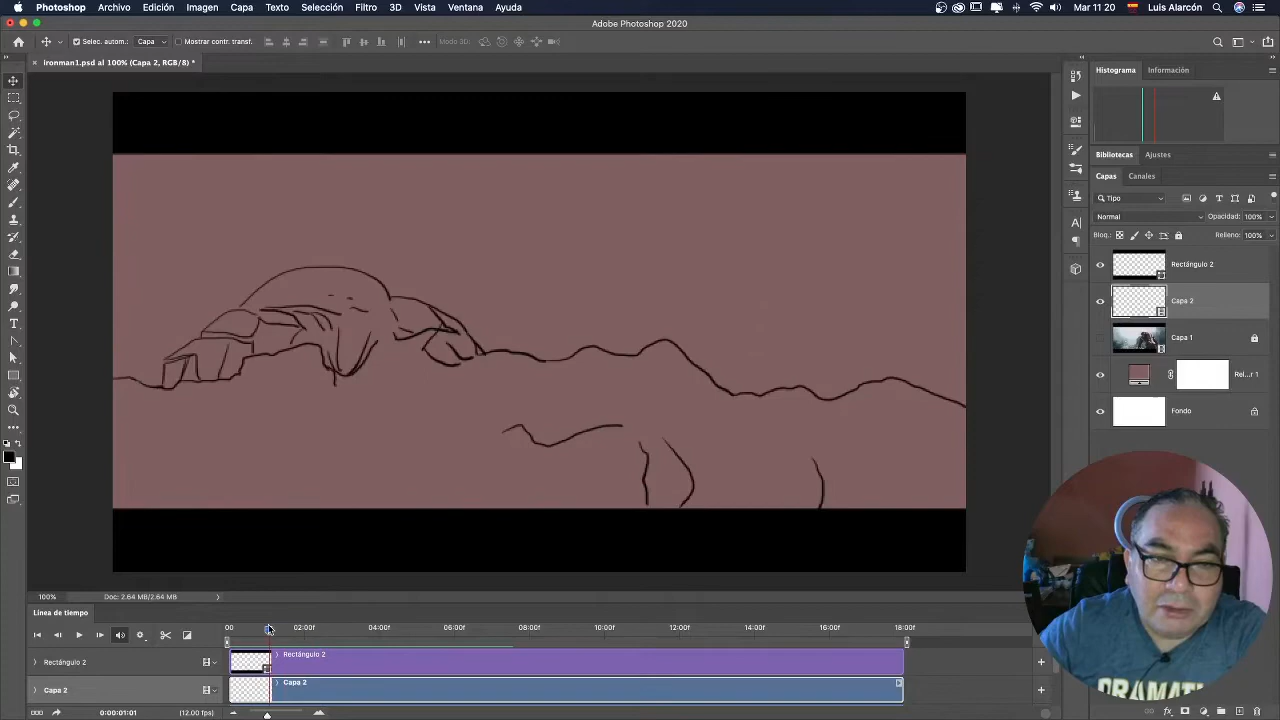 Photoshop Archivo Edición Imagen Capa Texto Selección Filtro 3D Vista Ventana Ayuda Mar 11 20 Luis Alarcón
Adobe Photoshop 2020
Selec. autom.: Capa Mostrar contr. transf. Modo 3D:
ironman1.psd al 100% (Capa 2, RGB/8) *
Histograma Información
Bibliotecas Ajustes
Capas Canales
Tipo
Normal Opacidad: 100%
Bloq.: Relleno: 100%
Rectángulo 2
Capa 2
Capa 1
Rel...r 1
Fondo
100% Doc: 2.64 MB/2.64 MB
Línea de tiempo
00 02:00f 04:00f 06:00f 08:00f 10:00f 12:00f 14:00f 16:00f 18:00f
Rectángulo 2 Rectángulo 2
Capa 2 Capa 2
0:00:01:01 (12.00 fps)
DRAMATIC